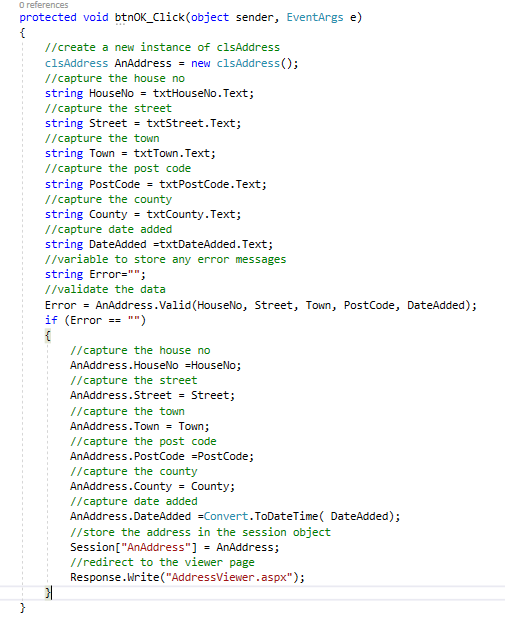 0 references
protected void btnOK_Click(object sender, EventArgs e)
{
//create a new instance of clsAddress
clsAddress AnAddress = new clsAddress();
//capture the house no
string HouseNo = txtHouseNo.Text;
//capture the street
string Street = txtStreet.Text;
//capture the town
string Town = txtTown.Text;
//capture the post code
string PostCode = txtPostCode.Text;
//capture the county
string County = txtCounty.Text;
//capture date added
string DateAdded =txtDateAdded.Text;
//variable to store any error messages
string Error="";
//validate the data
Error = AnAddress.Valid(HouseNo, Street, Town, PostCode, DateAdded);
if (Error == "")
{
//capture the house no
AnAddress.HouseNo =HouseNo;
//capture the street
AnAddress.Street = Street;
//capture the town
AnAddress.Town = Town;
//capture the post code
AnAddress.PostCode =PostCode;
//capture the county
AnAddress.County = County;
//capture date added
AnAddress.DateAdded =Convert.ToDateTime( DateAdded);
//store the address in the session object
Session["AnAddress"] = AnAddress;
//redirect to the viewer page
Response.Write("AddressViewer.aspx");
}
}